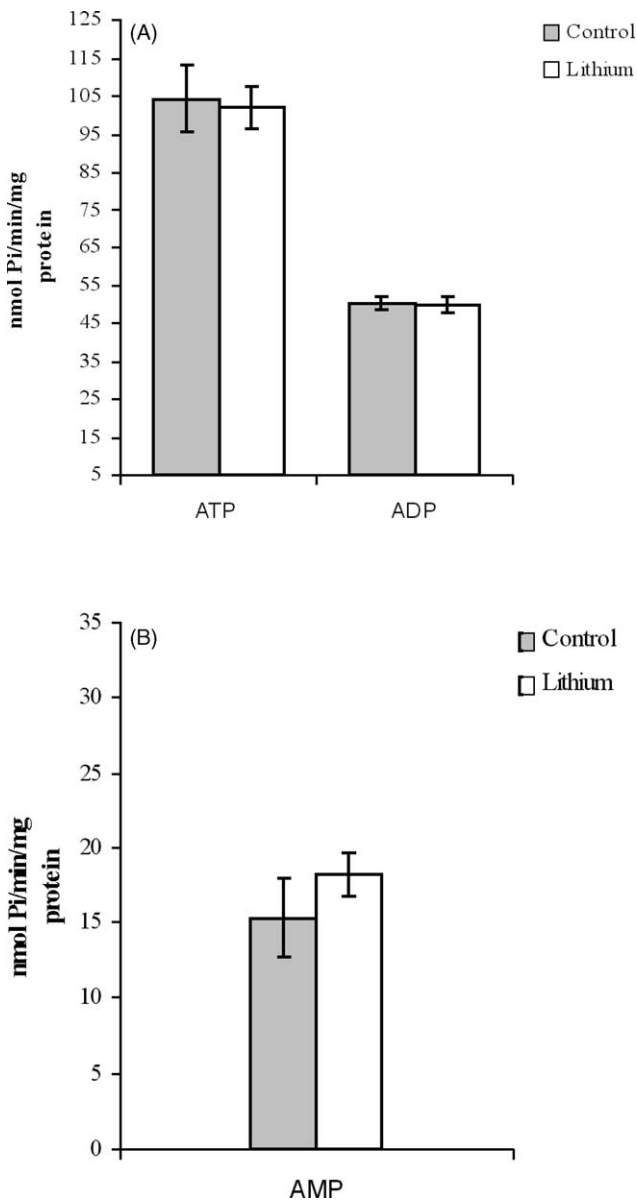 (A)
Control
Lithium
nmol Pi/min/mg
protein
125
115
105
95
85
75
65
55
45
35
25
15
5
ATP ADP
(B)
Control
Lithium
nmol Pi/min/mg
protein
35
30
25
20
15
10
5
0
AMP